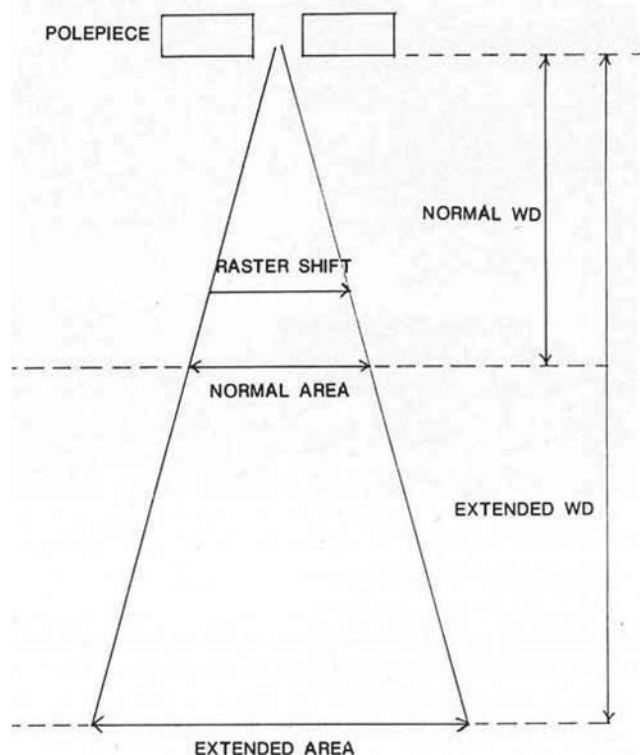 POLEPIECE
NORMAL WD
RASTER SHIFT
NORMAL AREA
EXTENDED WD
EXTENDED AREA